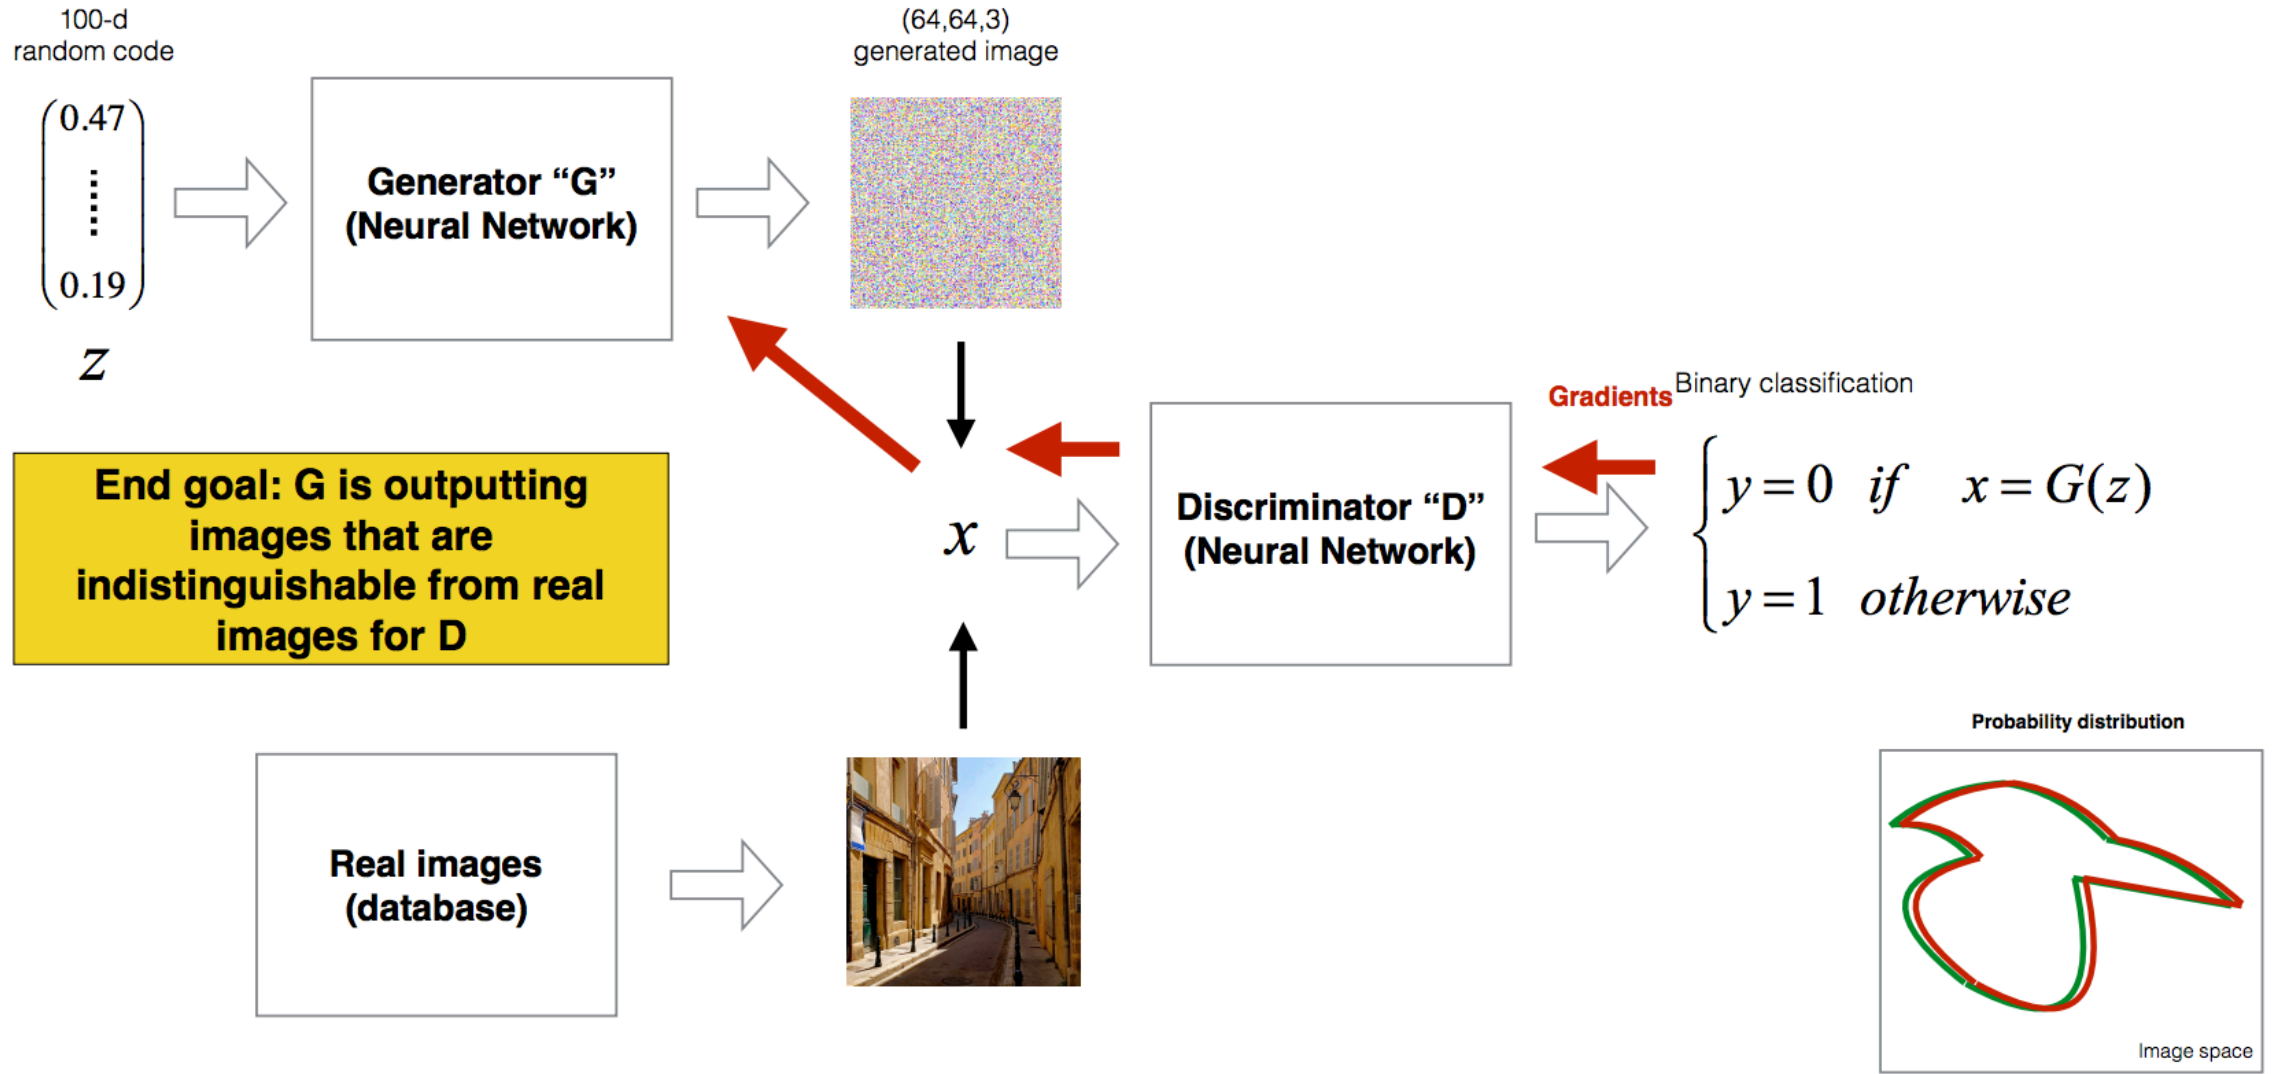 100-d
random code
0.47
0.19
z
Generator “G”
(Neural Network)
(64,64,3)
generated image
End goal: G is outputting
images that are
indistinguishable from real
images for D
x
Discriminator “D”
(Neural Network)
Gradients
Binary classification
y = 0 if x = G(z)
y = 1 otherwise
Real images
(database)
Probability distribution
Image space